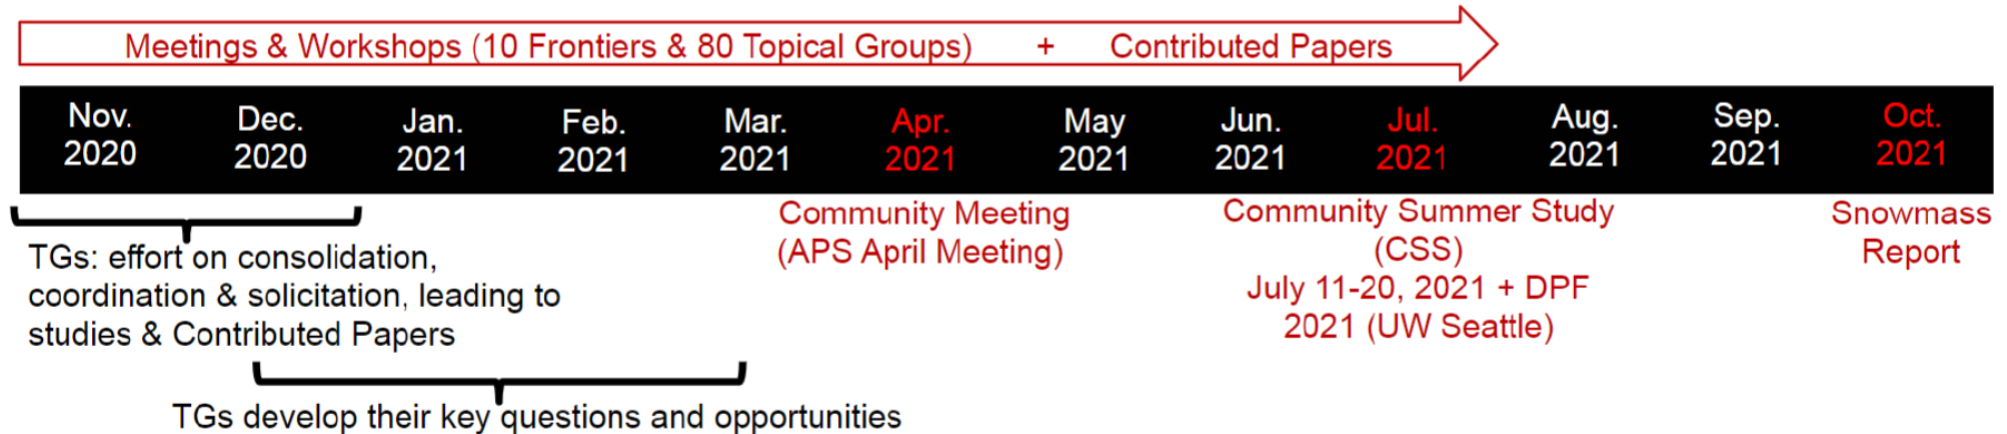 Meetings & Workshops (10 Frontiers & 80 Topical Groups) + Contributed Papers
Nov. Dec. Jan. Feb. Mar. Apr. May Jun. Jul. Aug. Sep. Oct.
2020 2020 2021 2021 2021 2021 2021 2021 2021 2021 2021 2021
TGs: effort on consolidation,
coordination & solicitation, leading to
studies & Contributed Papers
TGs develop their key questions and opportunities
Community Meeting
(APS April Meeting)
Community Summer Study
(CSS)
July 11-20, 2021 + DPF
2021 (UW Seattle)
Snowmass
Report